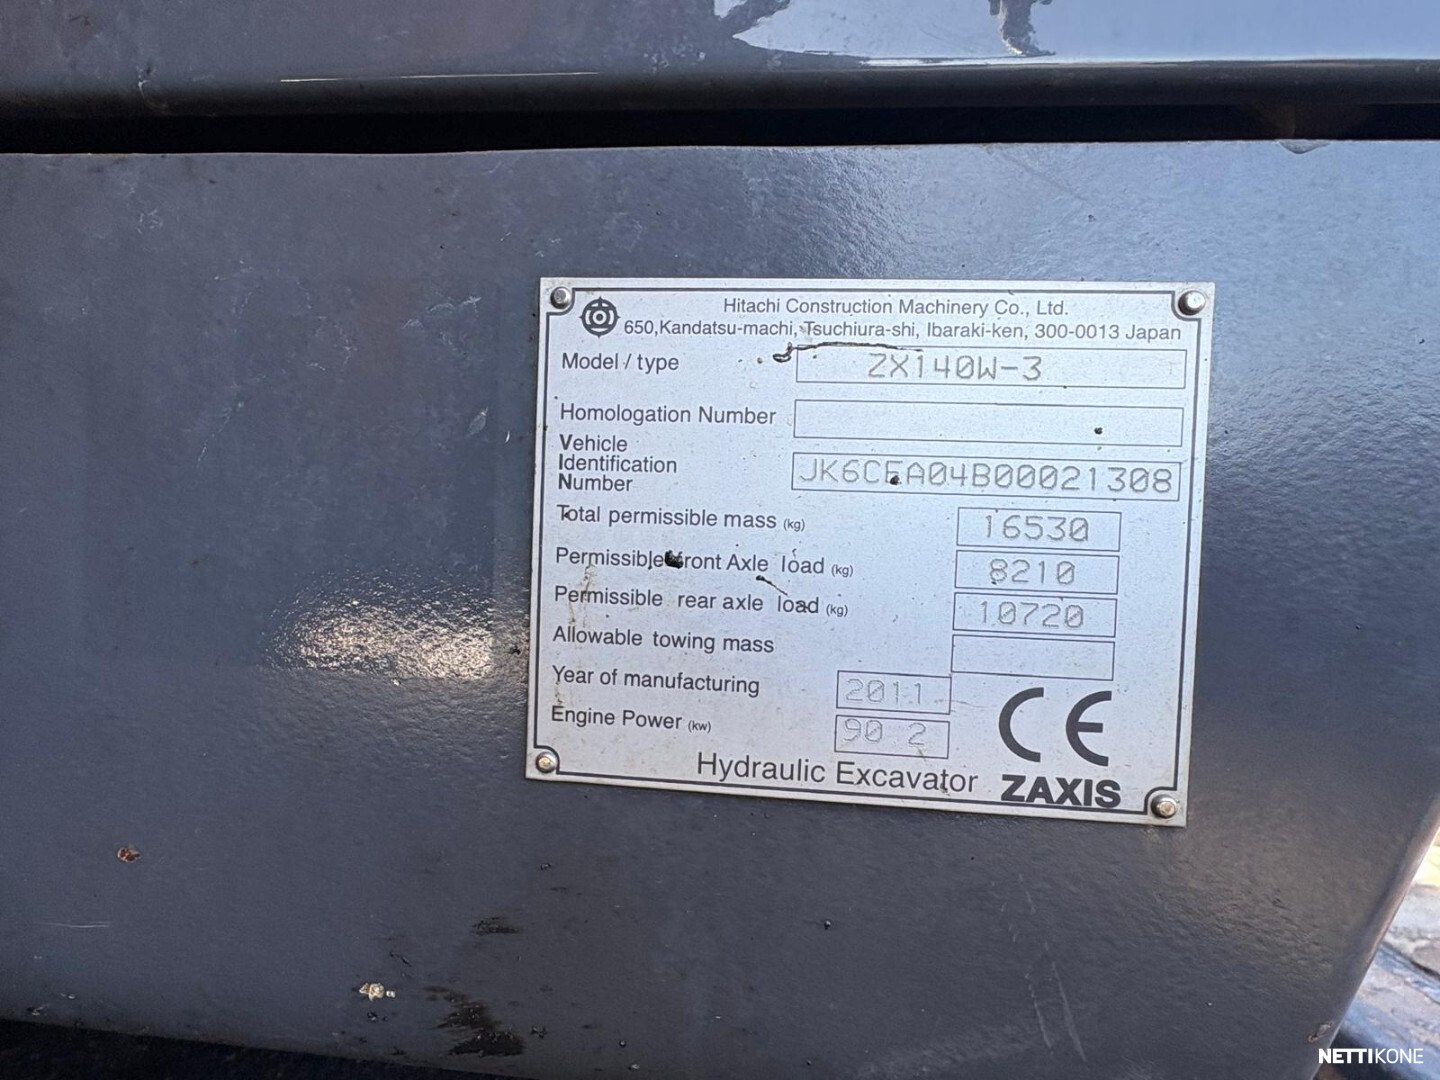 Hitachi Construction Machinery Co., Ltd.
650,Kandatsu-machi, Tsuchiura-shi, Ibaraki-ken, 300-0013 Japan
Model / type ZX140W-3
Homologation Number
Vehicle
Identification
Number JK6CEA04B00021308
Total permissible mass (kg) 16530
Permissible front Axle load (kg) 8210
Permissible rear axle load (kg) 10720
Allowable towing mass
Year of manufacturing 2011
Engine Power (kw) 90 2
CE
Hydraulic Excavator ZAXIS
NETTIKONE